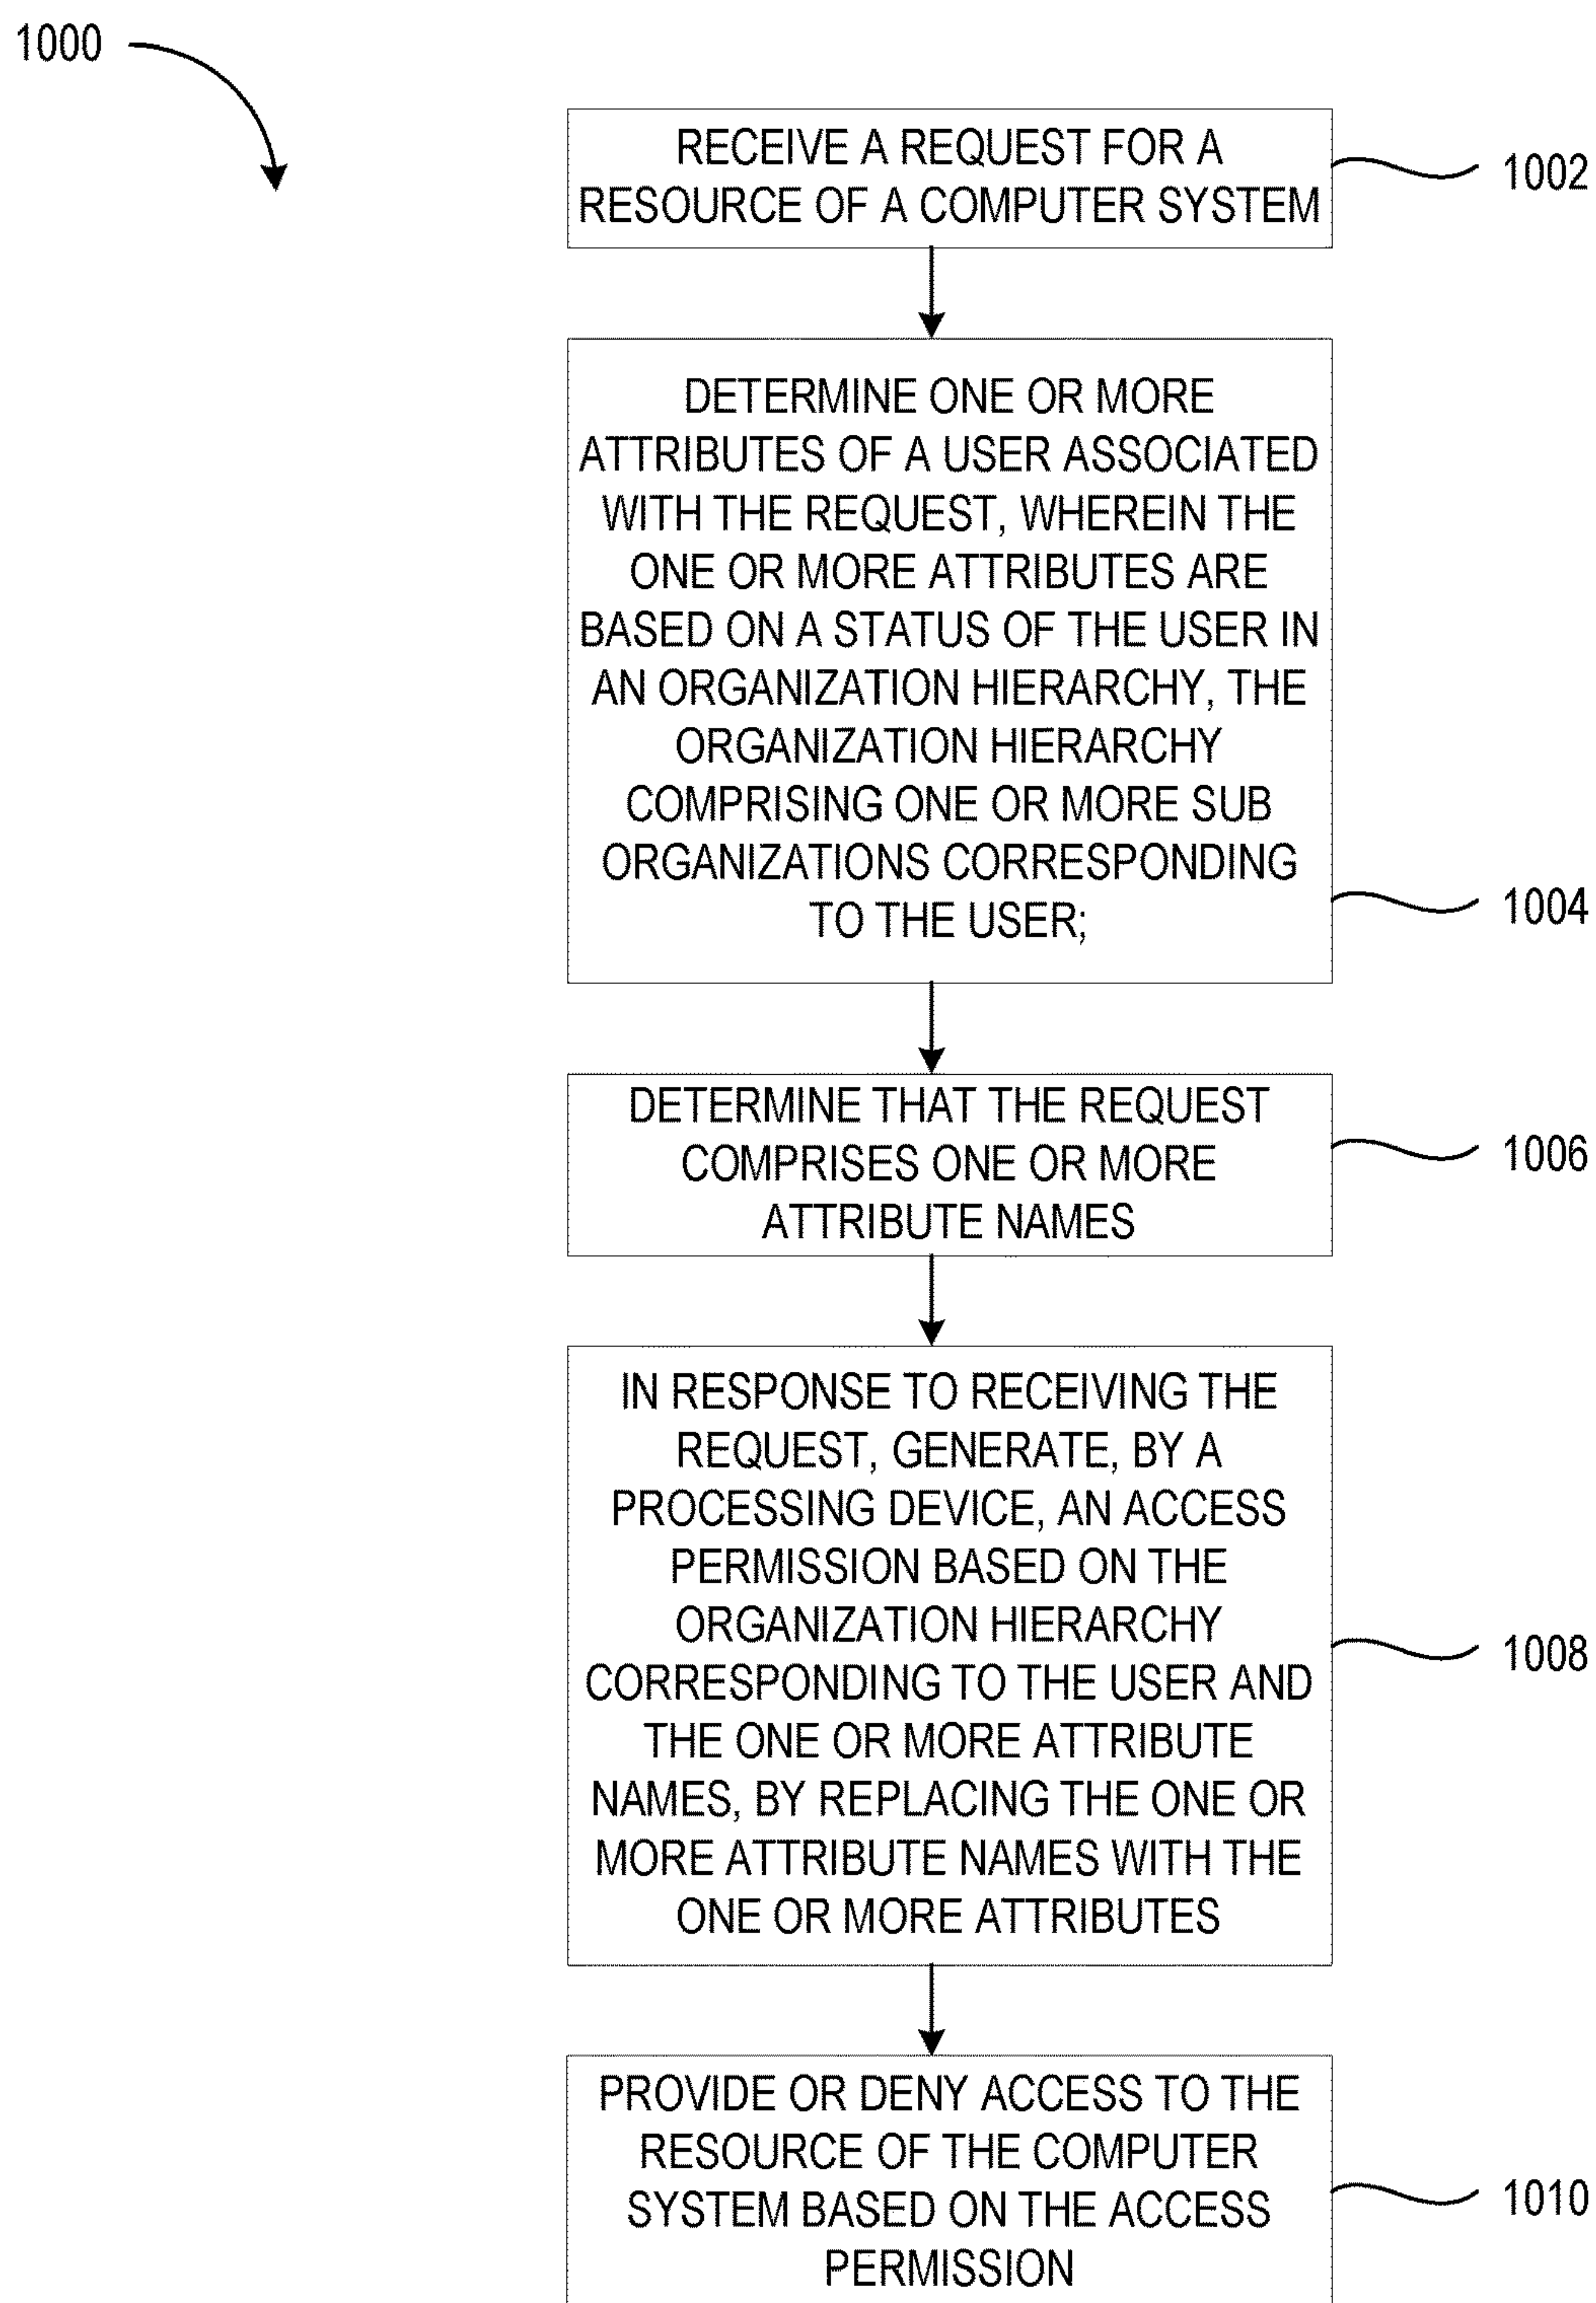 1000
RECEIVE A REQUEST FOR A
RESOURCE OF A COMPUTER SYSTEM
1002
DETERMINE ONE OR MORE
ATTRIBUTES OF A USER ASSOCIATED
WITH THE REQUEST, WHEREIN THE
ONE OR MORE ATTRIBUTES ARE
BASED ON A STATUS OF THE USER IN
AN ORGANIZATION HIERARCHY, THE
ORGANIZATION HIERARCHY
COMPRISING ONE OR MORE SUB
ORGANIZATIONS CORRESPONDING
TO THE USER;
1004
DETERMINE THAT THE REQUEST
COMPRISES ONE OR MORE
ATTRIBUTE NAMES
1006
IN RESPONSE TO RECEIVING THE
REQUEST, GENERATE, BY A
PROCESSING DEVICE, AN ACCESS
PERMISSION BASED ON THE
ORGANIZATION HIERARCHY
CORRESPONDING TO THE USER AND
THE ONE OR MORE ATTRIBUTE
NAMES, BY REPLACING THE ONE OR
MORE ATTRIBUTE NAMES WITH THE
ONE OR MORE ATTRIBUTES
1008
PROVIDE OR DENY ACCESS TO THE
RESOURCE OF THE COMPUTER
SYSTEM BASED ON THE ACCESS
PERMISSION
1010